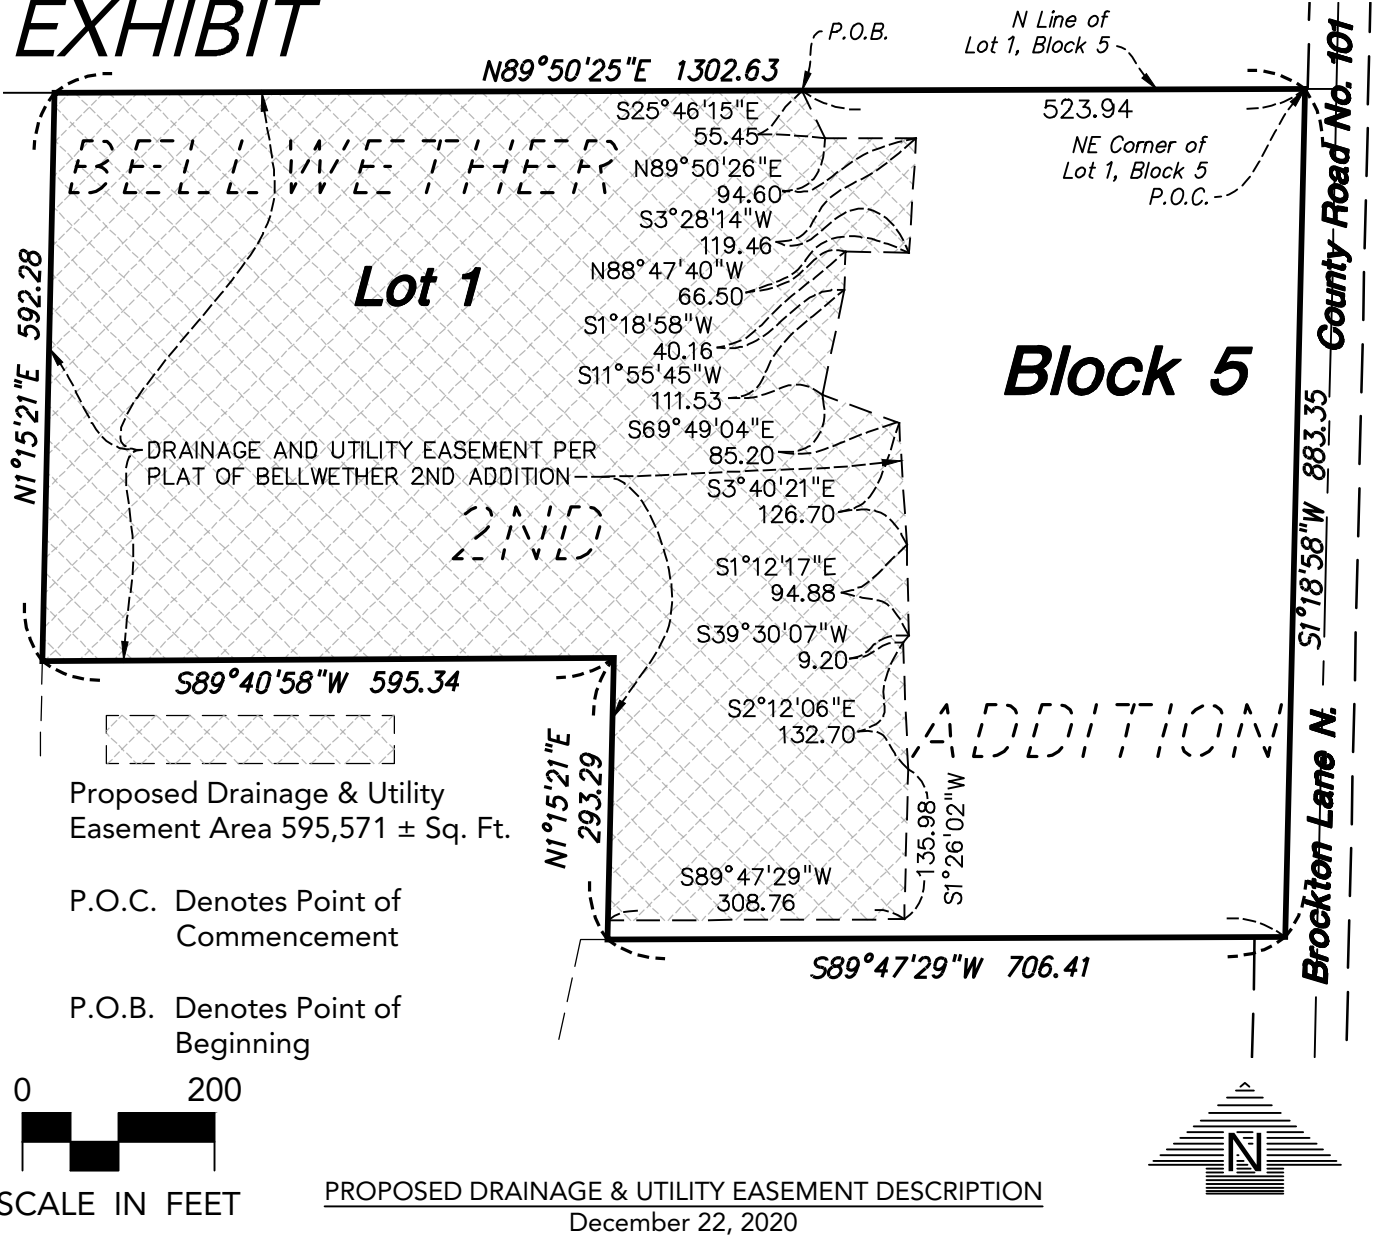 EXHIBIT
P.O.B.
N Line of
Lot 1, Block 5
N89°50'25"E 1302.63
523.94
NE Corner of
Lot 1, Block 5
P.O.C.
County Road No. 101
S25°46'15"E
55.45
BELLWETHER
N89°50'26"E
94.60
S3°28'14"W
119.46
N88°47'40"W
66.50
Lot 1
S1°18'58"W
40.16
Block 5
S11°55'45"W
111.53
N1°15'21"E 592.28
S69°49'04"E
85.20
DRAINAGE AND UTILITY EASEMENT PER
PLAT OF BELLWETHER 2ND ADDITION
S3°40'21"E
126.70
S1°18'58"W 883.35
2ND
S1°12'17"E
94.88
S39°30'07"W
9.20
S89°40'58"W 595.34
S2°12'06"E
132.70
ADDITION
Brockton Lane N.
N1°15'21"E
293.29
Proposed Drainage & Utility
Easement Area 595,571 ± Sq. Ft.
135.98
S1°26'02"W
S89°47'29"W
308.76
P.O.C. Denotes Point of
Commencement
S89°47'29"W 706.41
P.O.B. Denotes Point of
Beginning
0 200
SCALE IN FEET
N
PROPOSED DRAINAGE & UTILITY EASEMENT DESCRIPTION
December 22, 2020